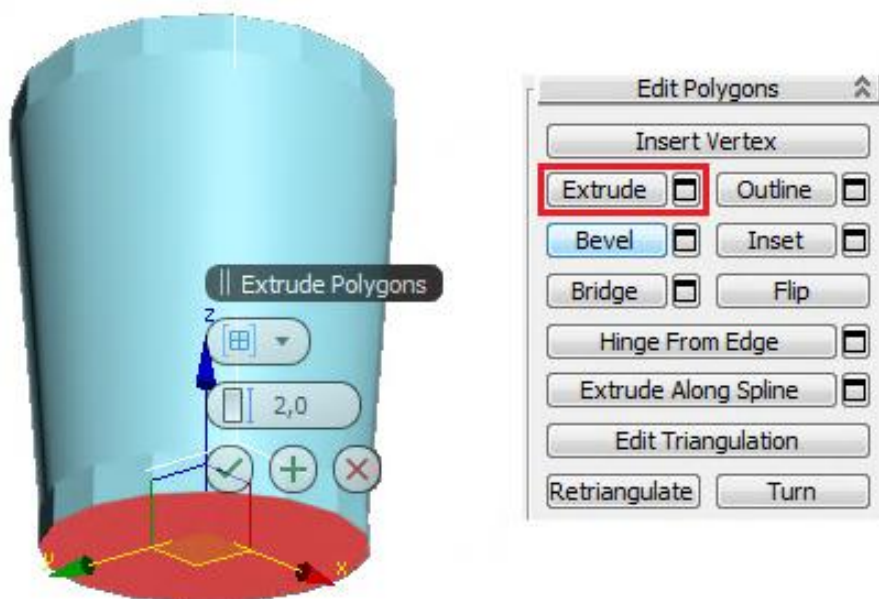 Extrude Polygons
z
2,0
y
x
Edit Polygons
Insert Vertex
Extrude
Outline
Bevel
Inset
Bridge
Flip
Hinge From Edge
Extrude Along Spline
Edit Triangulation
Retriangulate
Turn